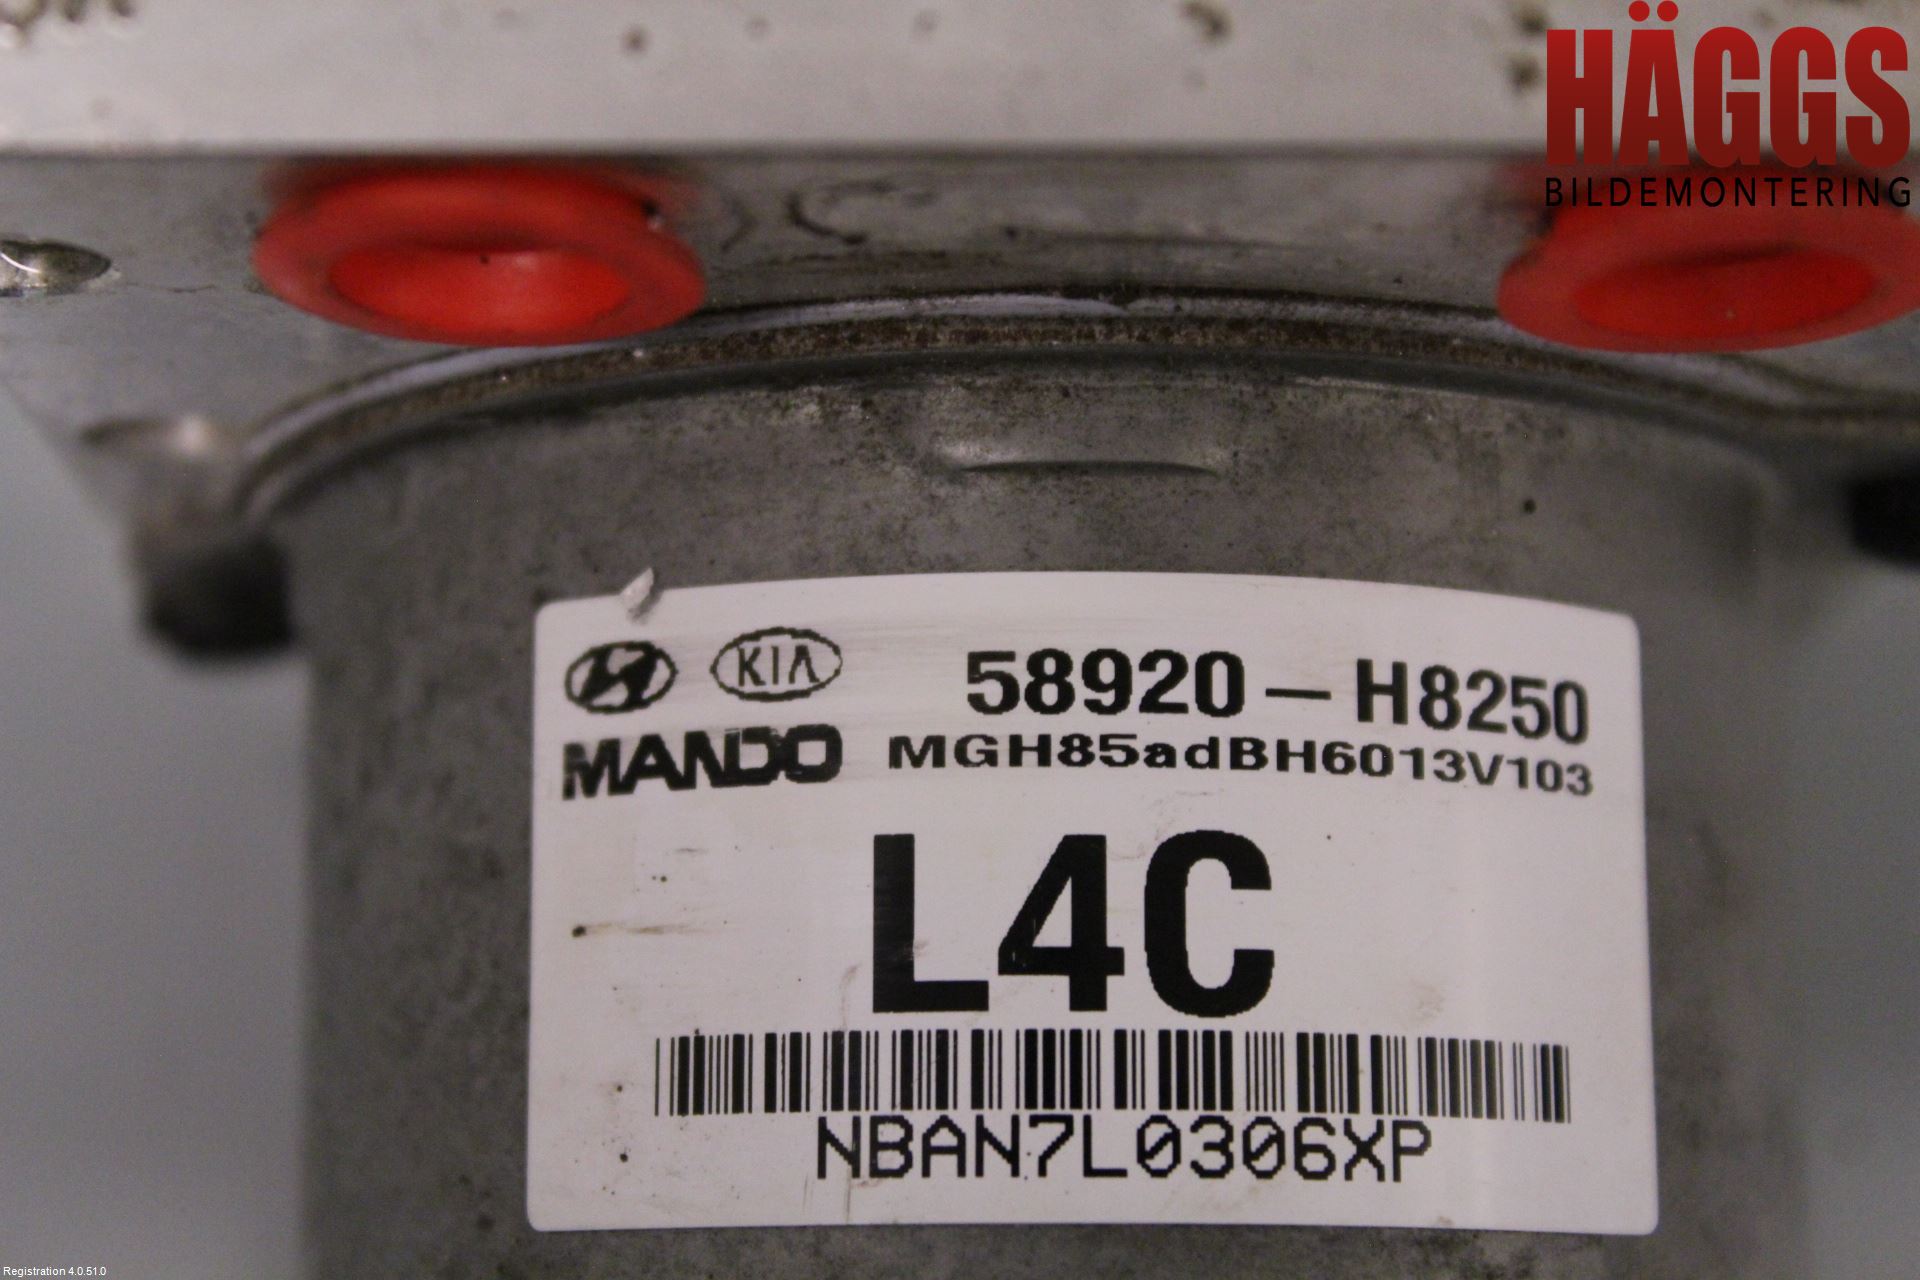 HÄGGS
BILDEMONTERING
KIA
58920-H8250
MANDO
MGH85adBH6013V103
L4C
NBAN7L0306XP
Registration 4.0.51.0